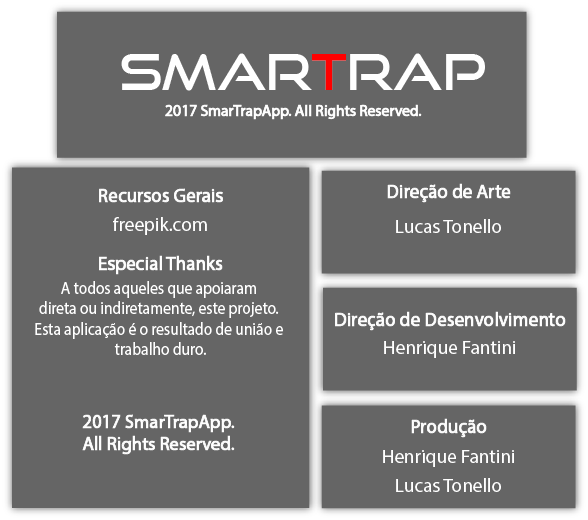 SMARTRAP
2017 SmarTrapApp. All Rights Reserved.
Recursos Gerais
freepik.com
Especial Thanks
A todos aqueles que apoiaram
direta ou indiretamente, este projeto.
Esta aplicação é o resultado de união e
trabalho duro.
2017 SmarTrapApp.
All Rights Reserved.
Direção de Arte
Lucas Tonello
Direção de Desenvolvimento
Henrique Fantini
Produção
Henrique Fantini
Lucas Tonello